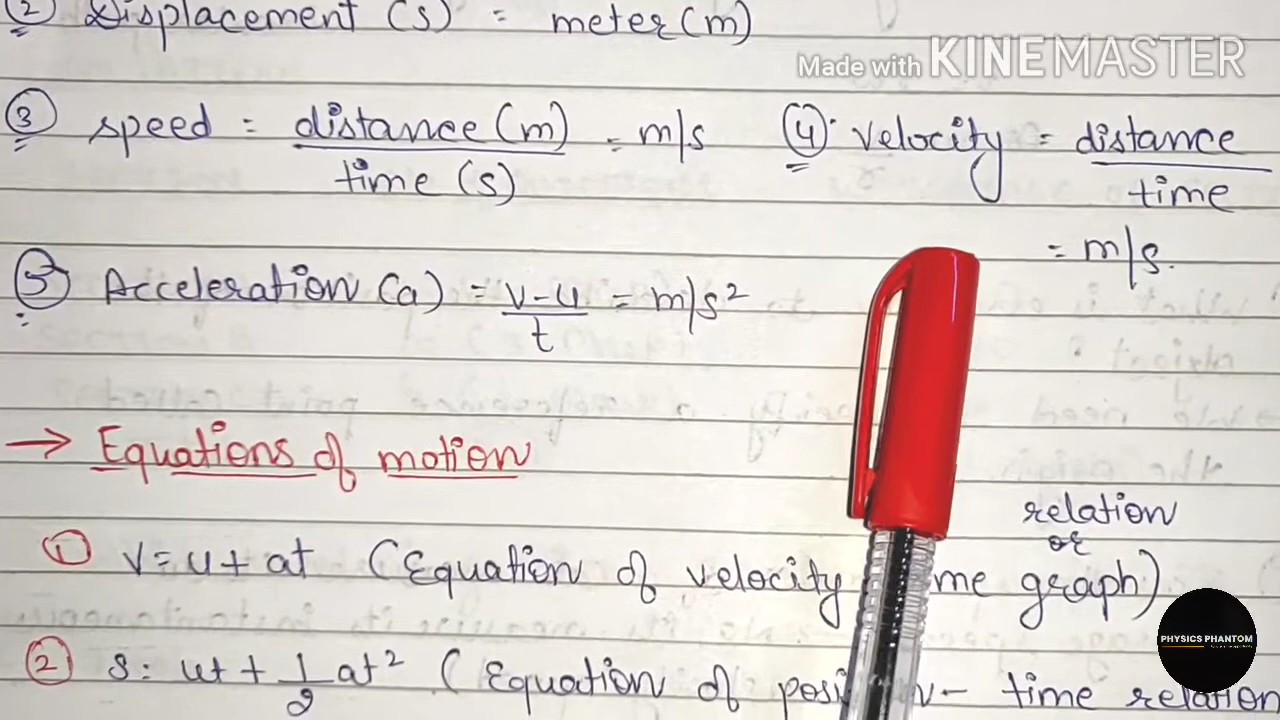 ② Displacement (s) = meter (m)
Made with KINEMASTER
③ speed = distance (m) / time (s) = m/s
④ Velocity = distance / time
= m/s.
⑤ Acceleration (a) = v-u / t = m/s²
→ Equations of motion
relation
or
① v = u + at (Equation of velocity me graph)
② s = ut + 1/2 at² (Equation of posi n - time relation
PHYSICS PHANTOM